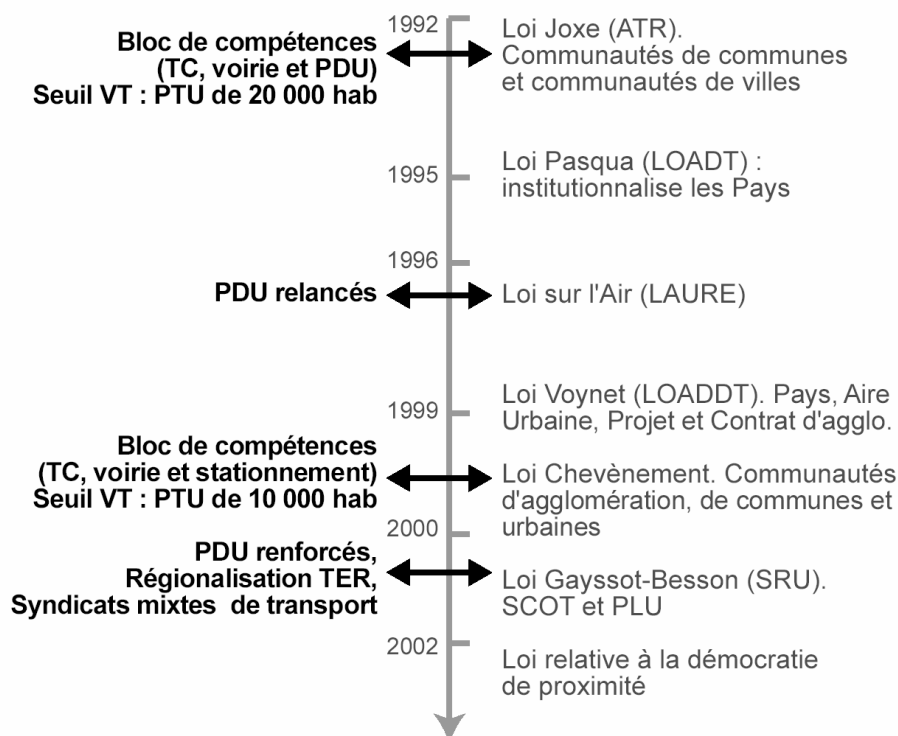 1992
Loi Joxe (ATR).
Communautés de communes
et communautés de villes
Bloc de compétences
(TC, voirie et PDU)
Seuil VT : PTU de 20 000 hab
1995
Loi Pasqua (LOADT) :
institutionnalise les Pays
1996
PDU relancés
Loi sur l'Air (LAURE)
1999
Loi Voynet (LOADDT). Pays, Aire
Urbaine, Projet et Contrat d'agglo.
Bloc de compétences
(TC, voirie et stationnement)
Seuil VT : PTU de 10 000 hab
Loi Chevènement. Communautés
d'agglomération, de communes et
urbaines
2000
PDU renforcés,
Régionalisation TER,
Syndicats mixtes de transport
Loi Gayssot-Besson (SRU).
SCOT et PLU
2002
Loi relative à la démocratie
de proximité